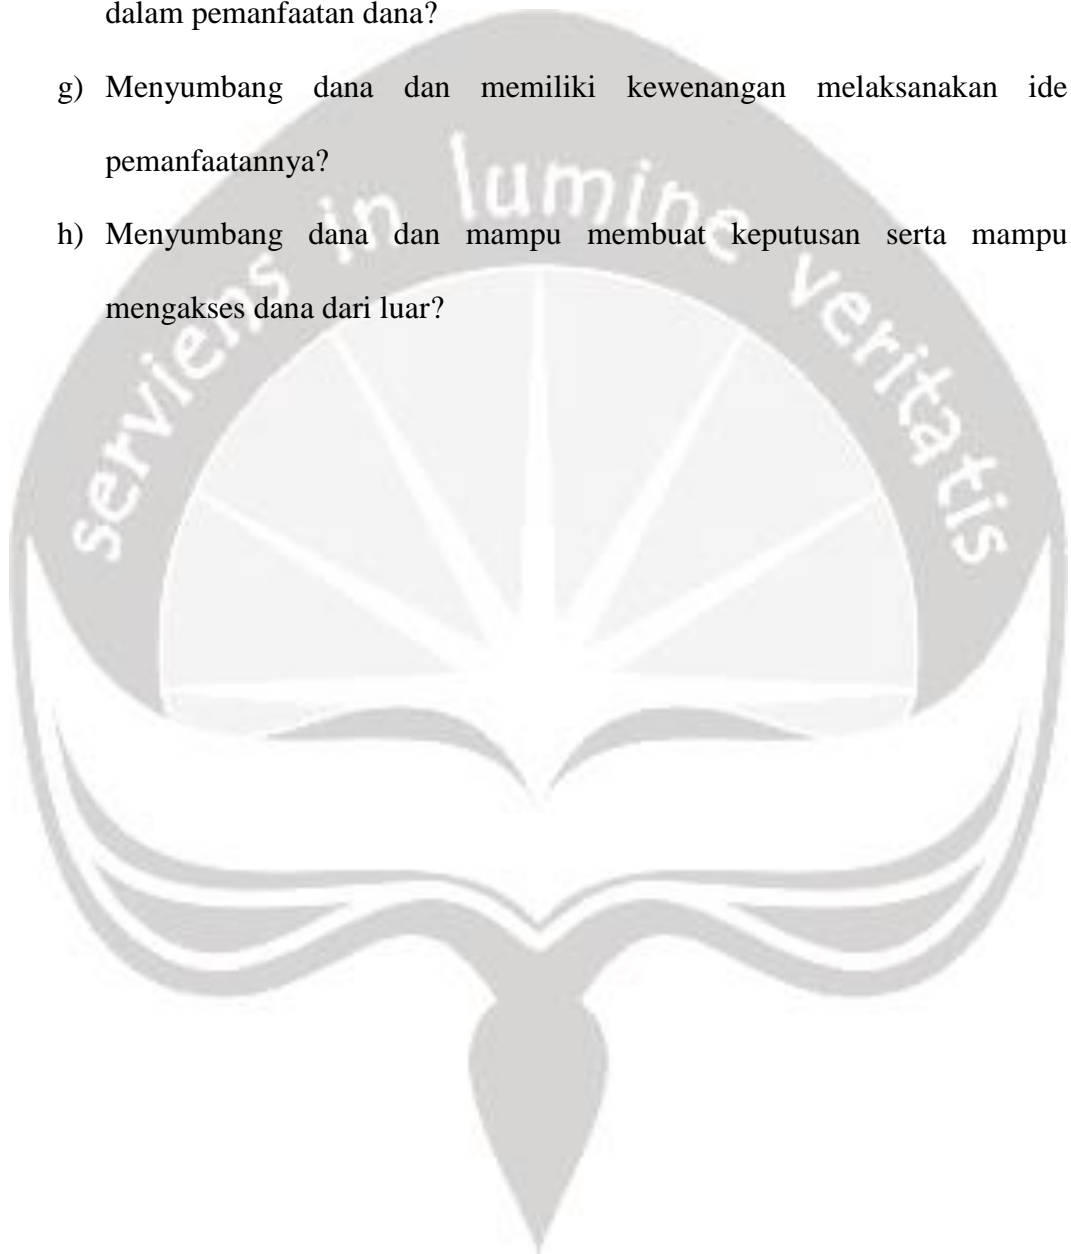 dalam pemanfaatan dana?
g) Menyumbang dana dan memiliki kewenangan melaksanakan ide
pemanfaatannya?
h) Menyumbang dana dan mampu membuat keputusan serta mampu
mengakses dana dari luar?
serviens in lumine veritatis